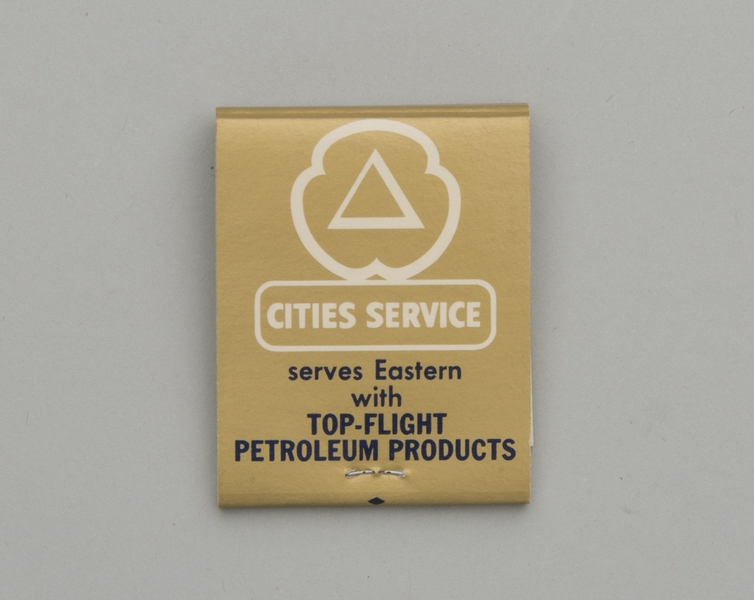 CITIES SERVICE
serves Eastern
with
TOP-FLIGHT
PETROLEUM PRODUCTS